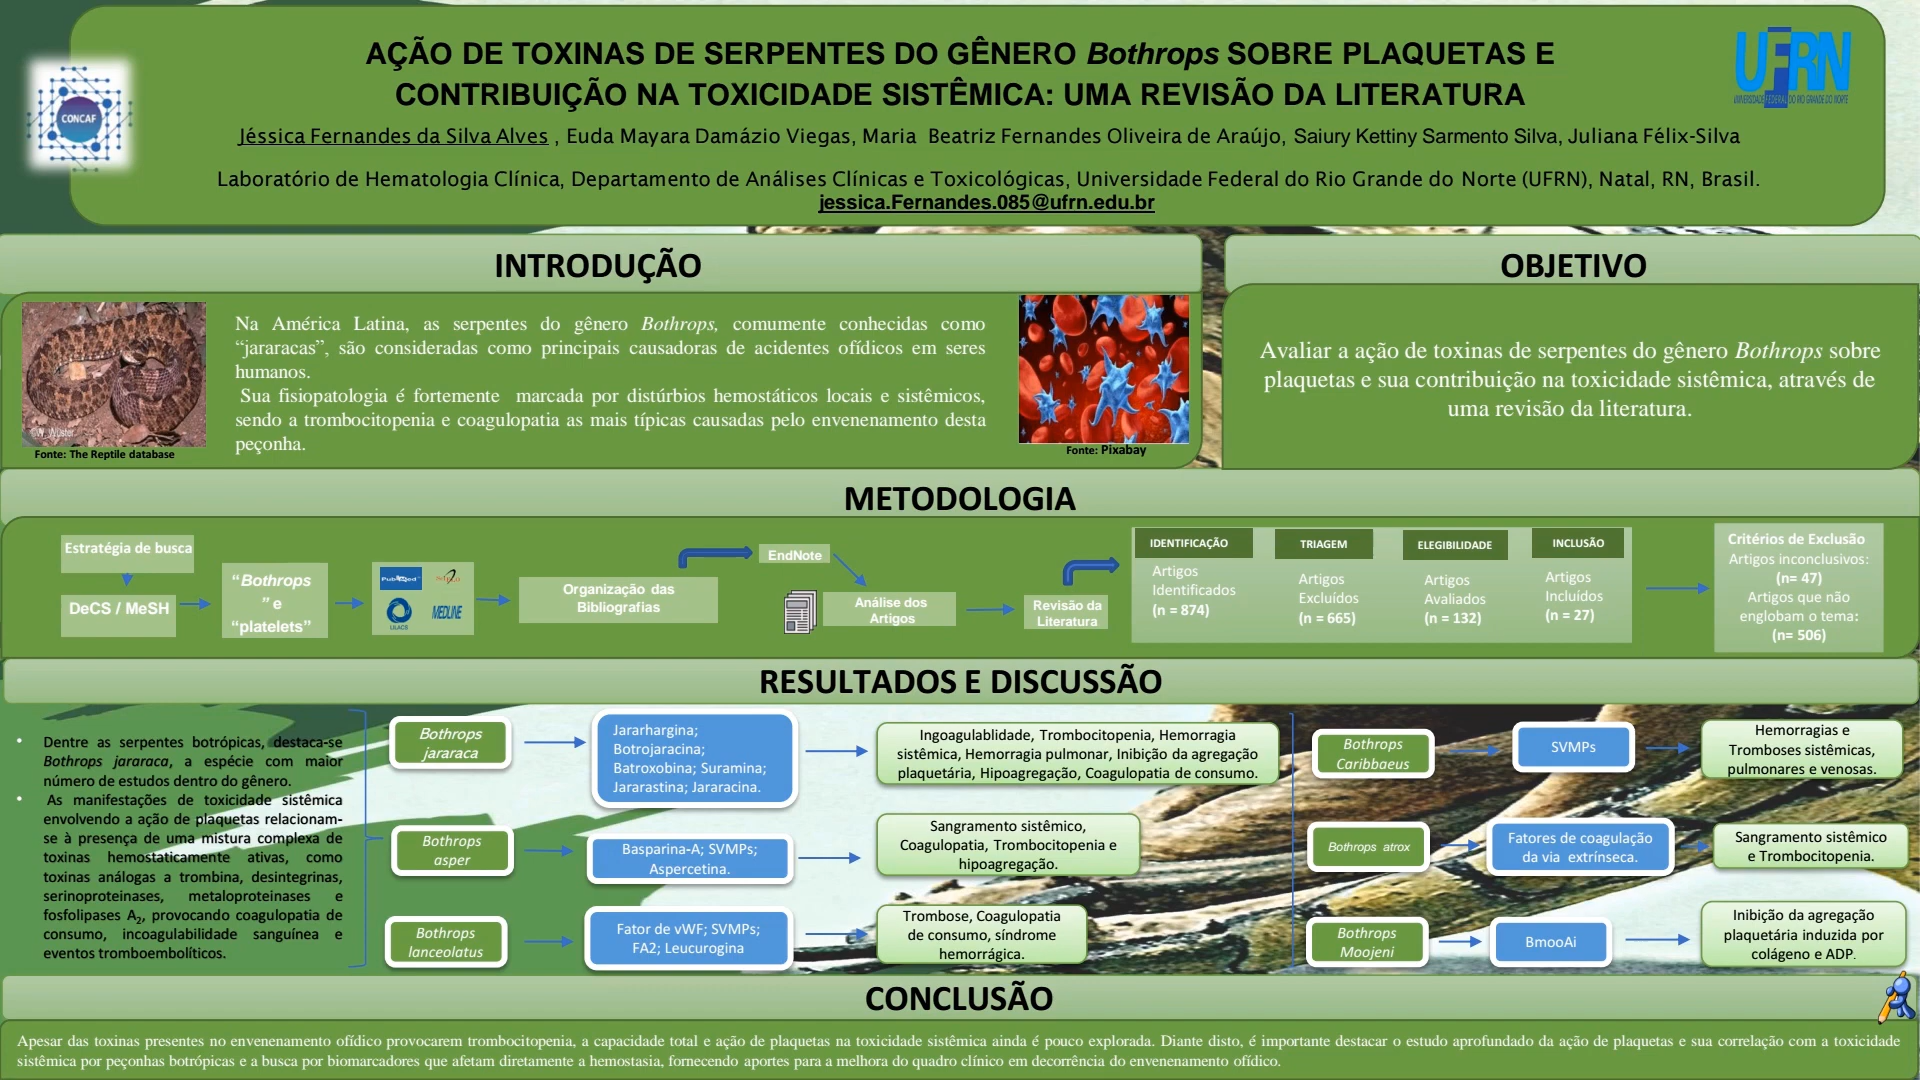 AÇÃO DE TOXINAS DE SERPENTES DO GÊNERO Bothrops SOBRE PLAQUETAS E
CONTRIBUIÇÃO NA TOXICIDADE SISTÊMICA: UMA REVISÃO DA LITERATURA
CONCAF
UFRN
UNIVERSIDADE FEDERAL DO RIO GRANDE DO NORTE
Jéssica Fernandes da Silva Alves , Euda Mayara Damázio Viegas, Maria Beatriz Fernandes Oliveira de Araújo, Saiury Kettiny Sarmento Silva, Juliana Félix-Silva
Laboratório de Hematologia Clínica, Departamento de Análises Clínicas e Toxicológicas, Universidade Federal do Rio Grande do Norte (UFRN), Natal, RN, Brasil.
jessica.Fernandes.085@ufrn.edu.br
INTRODUÇÃO
©W. Wüster
Fonte: The Reptile database
Na América Latina, as serpentes do gênero Bothrops, comumente conhecidas como
“jararacas”, são consideradas como principais causadoras de acidentes ofídicos em seres
humanos.
Sua fisiopatologia é fortemente marcada por distúrbios hemostáticos locais e sistêmicos,
sendo a trombocitopenia e coagulopatia as mais típicas causadas pelo envenenamento desta
peçonha.
Fonte: Pixabay
OBJETIVO
Avaliar a ação de toxinas de serpentes do gênero Bothrops sobre
plaquetas e sua contribuição na toxicidade sistêmica, através de
uma revisão da literatura.
METODOLOGIA
Estratégia de busca
DeCS / MeSH
“Bothrops
” e
“platelets”
PubMed
LILACS
MEDLINE
Organização das
Bibliografias
EndNote
Análise dos
Artigos
Revisão da
Literatura
IDENTIFICAÇÃO
Artigos
Identificados
(n = 874)
TRIAGEM
Artigos
Excluídos
(n = 665)
ELEGIBILIDADE
Artigos
Avaliados
(n = 132)
INCLUSÃO
Artigos
Incluídos
(n = 27)
Critérios de Exclusão
Artigos inconclusivos:
(n= 47)
Artigos que não
englobam o tema:
(n= 506)
RESULTADOS E DISCUSSÃO
• Dentre as serpentes botrópicas, destaca-se
Bothrops jararaca, a espécie com maior
número de estudos dentro do gênero.
• As manifestações de toxicidade sistêmica
envolvendo a ação de plaquetas relacionam-
se à presença de uma mistura complexa de
toxinas hemostaticamente ativas, como
toxinas análogas a trombina, desintegrinas,
serinoproteinases, metaloproteinases e
fosfolipases A2, provocando coagulopatia de
consumo, incoagulabilidade sanguínea e
eventos tromboembolíticos.
Bothrops
jararaca
Jararhargina;
Botrojaracina;
Batroxobina; Suramina;
Jararastina; Jararacina.
Ingoagulablidade, Trombocitopenia, Hemorragia
sistêmica, Hemorragia pulmonar, Inibição da agregação
plaquetária, Hipoagregação, Coagulopatia de consumo.
Bothrops
asper
Basparina-A; SVMPs;
Aspercetina.
Sangramento sistêmico,
Coagulopatia, Trombocitopenia e
hipoagregação.
Bothrops
lanceolatus
Fator de vWF; SVMPs;
FA2; Leucurogina
Trombose, Coagulopatia
de consumo, síndrome
hemorrágica.
Bothrops
Caribbaeus
SVMPs
Hemorragias e
Tromboses sistêmicas,
pulmonares e venosas.
Bothrops atrox
Fatores de coagulação
da via extrínseca.
Sangramento sistêmico
e Trombocitopenia.
Bothrops
Moojeni
BmooAi
Inibição da agregação
plaquetária induzida por
colágeno e ADP.
CONCLUSÃO
Apesar das toxinas presentes no envenenamento ofídico provocarem trombocitopenia, a capacidade total e ação de plaquetas na toxicidade sistêmica ainda é pouco explorada. Diante disto, é importante destacar o estudo aprofundado da ação de plaquetas e sua correlação com a toxicidade
sistêmica por peçonhas botrópicas e a busca por biomarcadores que afetam diretamente a hemostasia, fornecendo aportes para a melhora do quadro clínico em decorrência do envenenamento ofídico.